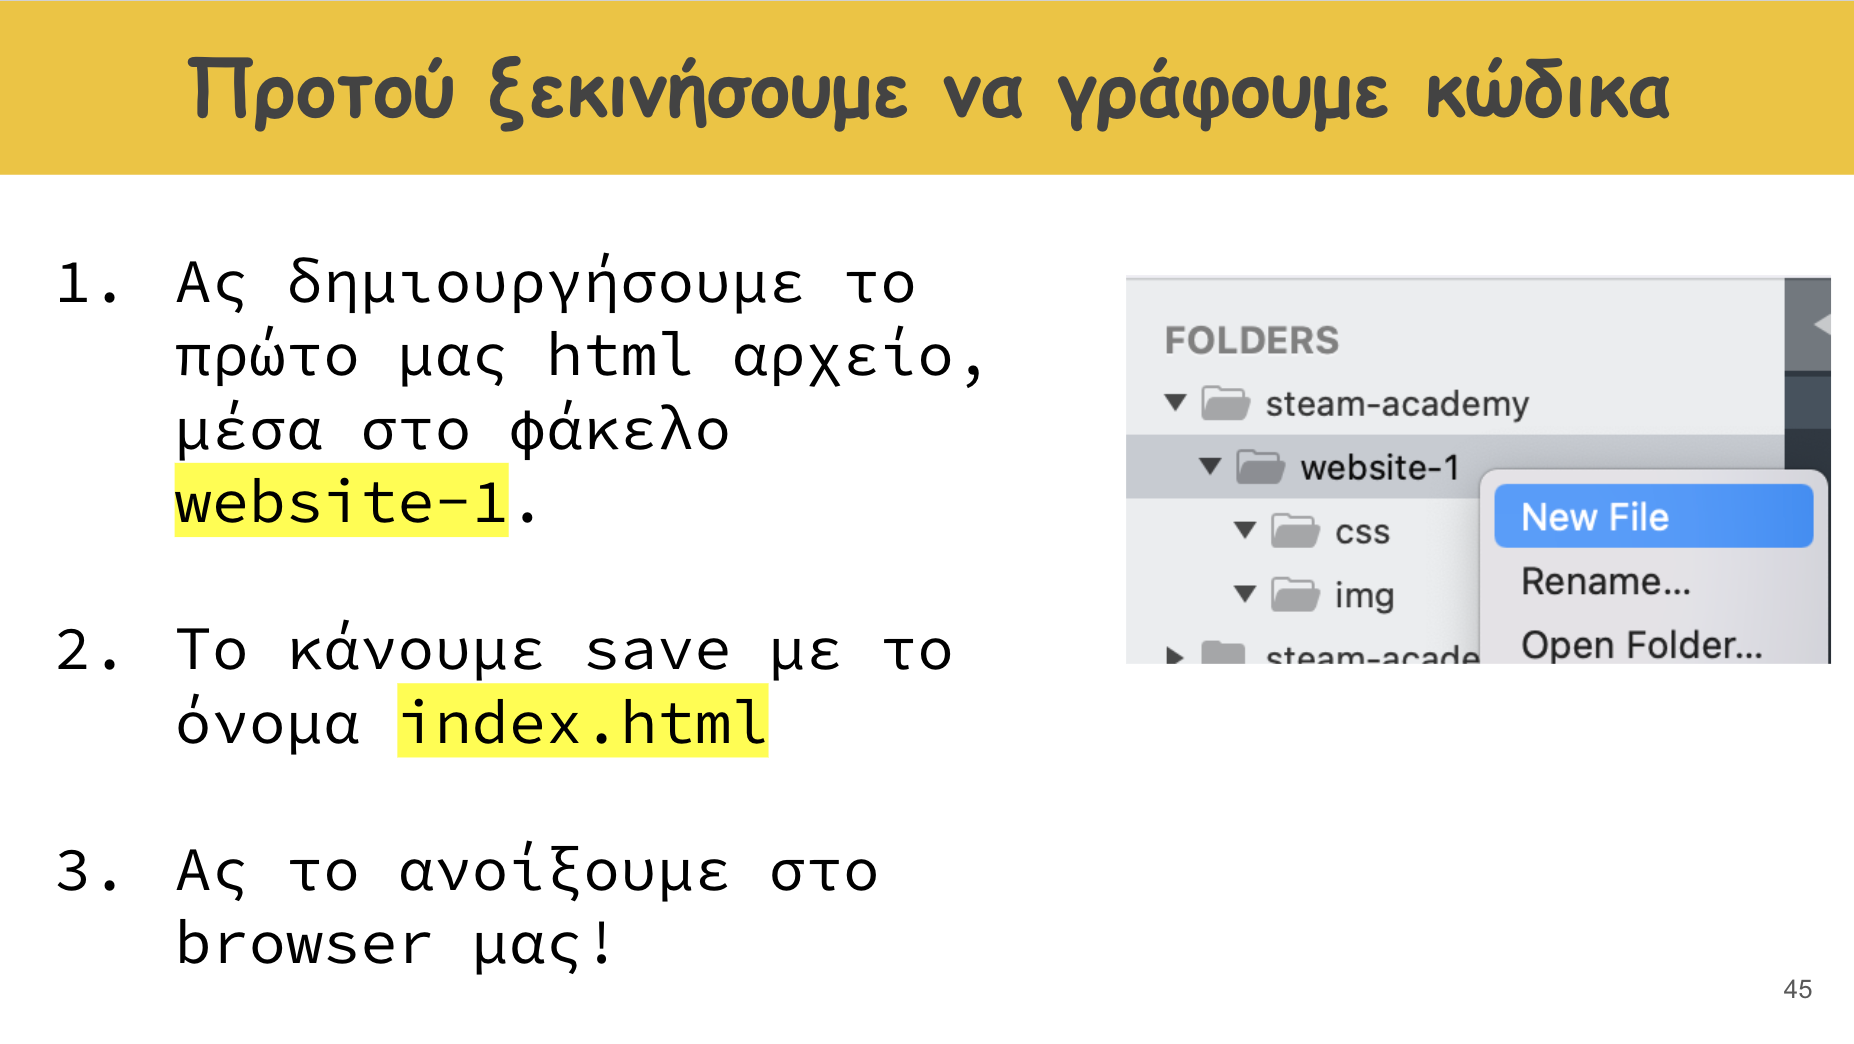 Προτού ξεκινήσουμε να γράφουμε κώδικα
1. Ας δημιουργήσουμε το
πρώτο μας html αρχείο,
μέσα στο φάκελο
website-1.
2. Το κάνουμε save με το
όνομα index.html
3. Ας το ανοίξουμε στο
browser μας!
FOLDERS
steam-academy
website-1
css
img
steam-acade
New File
Rename...
Open Folder...
45